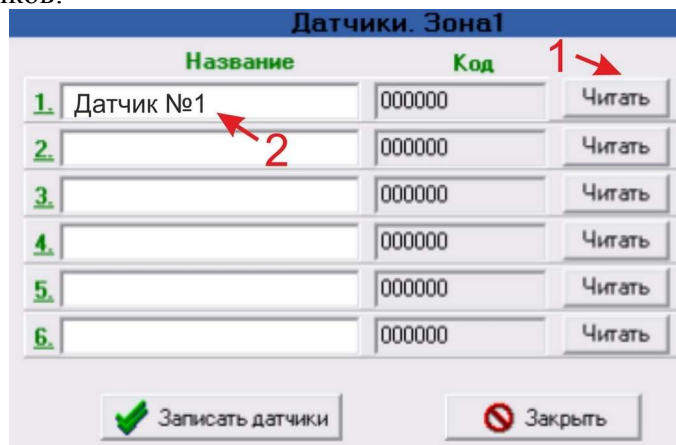 ков.
Датчики. Зона1
Название Код 1
1. Датчик №1 000000 Читать
2
2. 000000 Читать
3. 000000 Читать
4. 000000 Читать
5. 000000 Читать
6. 000000 Читать
Записать датчики Закрыть